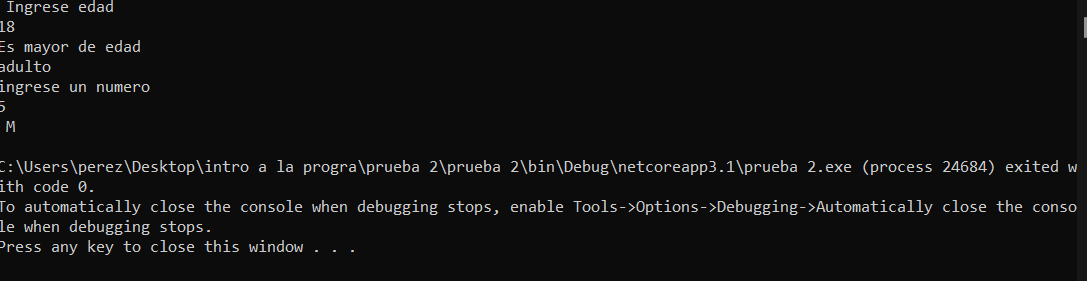 Ingrese edad
18
Es mayor de edad
adulto
ingrese un numero
5
M
C:\Users\perez\Desktop\intro a la progra\prueba 2\prueba 2\bin\Debug\netcoreapp3.1\prueba 2.exe (process 24684) exited w
ith code 0.
To automatically close the console when debugging stops, enable Tools->Options->Debugging->Automatically close the conso
le when debugging stops.
Press any key to close this window . . .